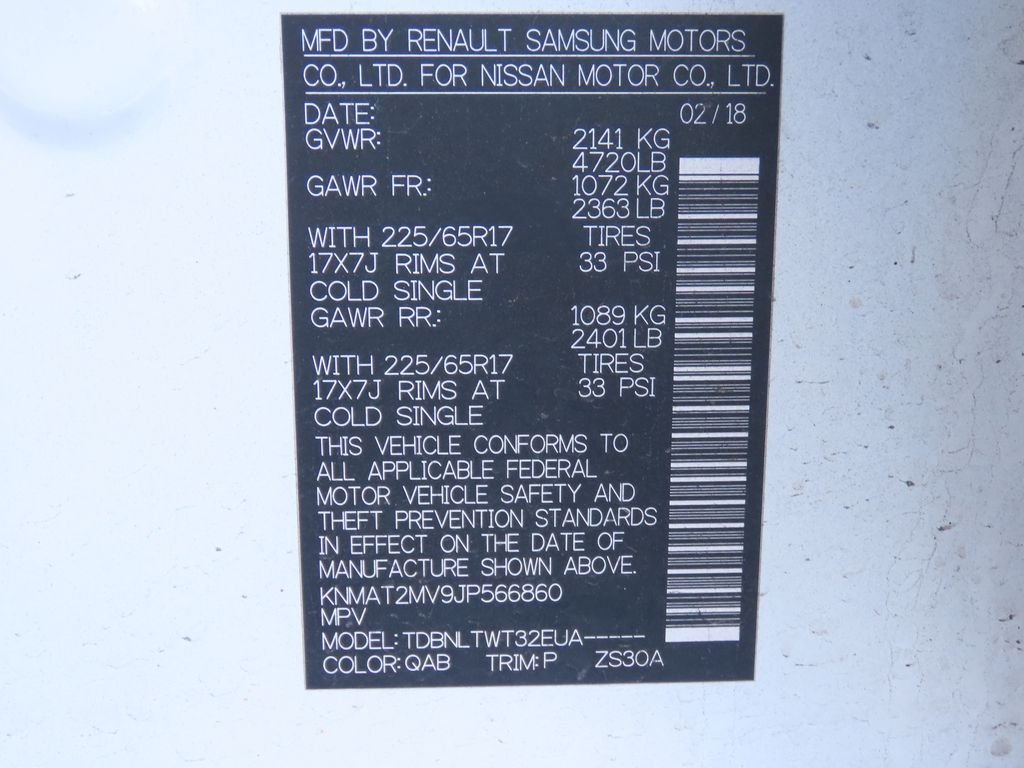 MFD BY RENAULT SAMSUNG MOTORS
CO., LTD. FOR NISSAN MOTOR CO., LTD.
DATE: 02/18
GVWR: 2141 KG
4720LB
GAWR FR.: 1072 KG
2363 LB
WITH 225/65R17 TIRES
17X7J RIMS AT 33 PSI
COLD SINGLE
GAWR RR.: 1089 KG
2401 LB
WITH 225/65R17 TIRES
17X7J RIMS AT 33 PSI
COLD SINGLE
THIS VEHICLE CONFORMS TO
ALL APPLICABLE FEDERAL
MOTOR VEHICLE SAFETY AND
THEFT PREVENTION STANDARDS
IN EFFECT ON THE DATE OF
MANUFACTURE SHOWN ABOVE.
KNMAT2MV9JP566860
MPV
MODEL: TDBNLTWT32EUA-----
COLOR: QAB TRIM: P ZS30A